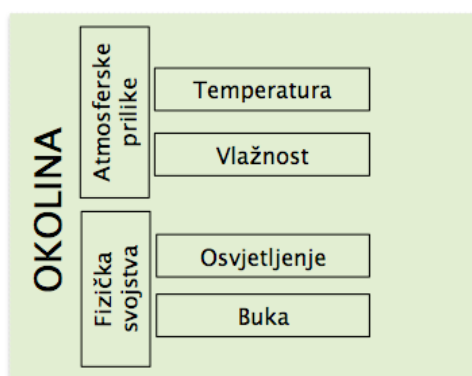 OKOLINA
Atmosferske
prilike
Temperatura
Vlažnost
Fizička
svojstva
Osvjetljenje
Buka